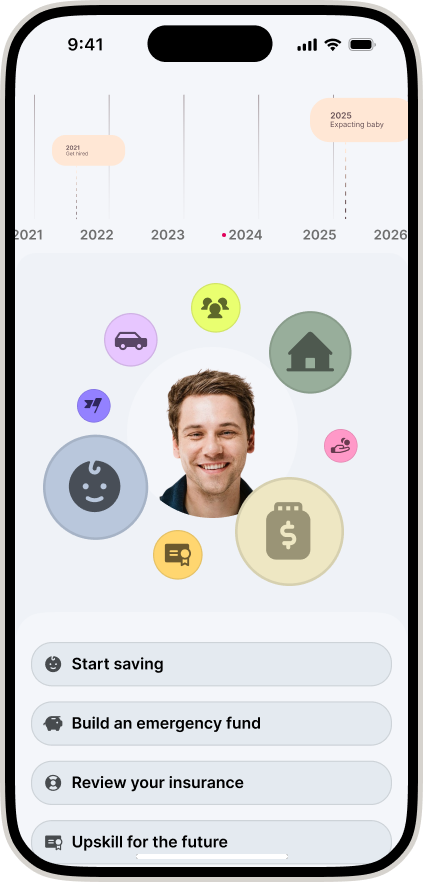 9:41
2025
Expacting baby
2021
Get hired
2021 2022 2023 2024 2025 2026
$
Start saving
Build an emergency fund
Review your insurance
Upskill for the future